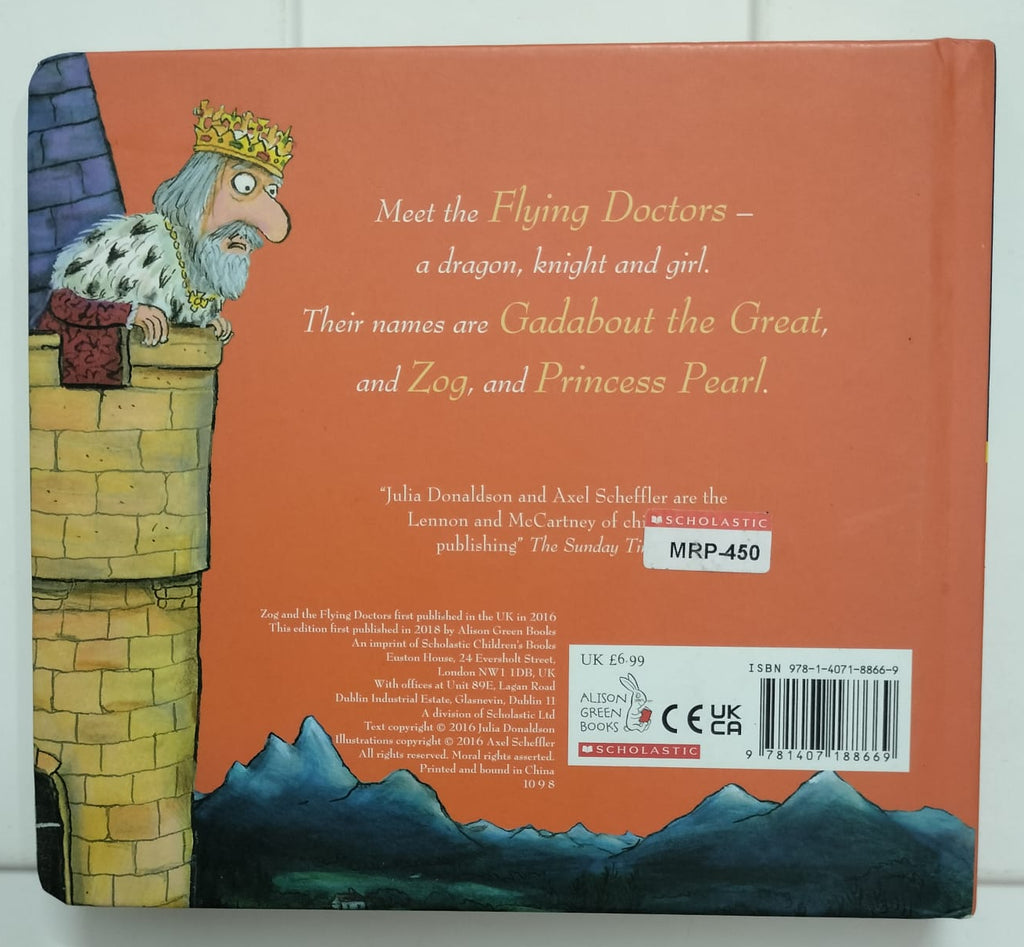 Meet the Flying Doctors –
a dragon, knight and girl.
Their names are Gadabout the Great,
and Zog, and Princess Pearl.
“Julia Donaldson and Axel Scheffler are the
Lennon and McCartney of
publishing” The Sunday
SCHOLASTIC
MRP-450
Zog and the Flying Doctors first published in the UK in 2016
This edition first published in 2018 by Alison Green Books
An imprint of Scholastic Children's Books
Euston House, 24 Eversholt Street,
London NW1 1DB, UK
With offices at Unit 89E, Lagan Road
Dublin Industrial Estate, Glasnevin, Dublin 11
A division of Scholastic Ltd
Text copyright © 2016 Julia Donaldson
Illustrations copyright © 2016 Axel Scheffler
All rights reserved. Moral rights asserted.
Printed and bound in China
10 9 8
UK £6.99
ALISON
GREEN
BOOKS
SCHOLASTIC
CE
UK
CA
ISBN 978-1-4071-8866-9
9 781407 188669